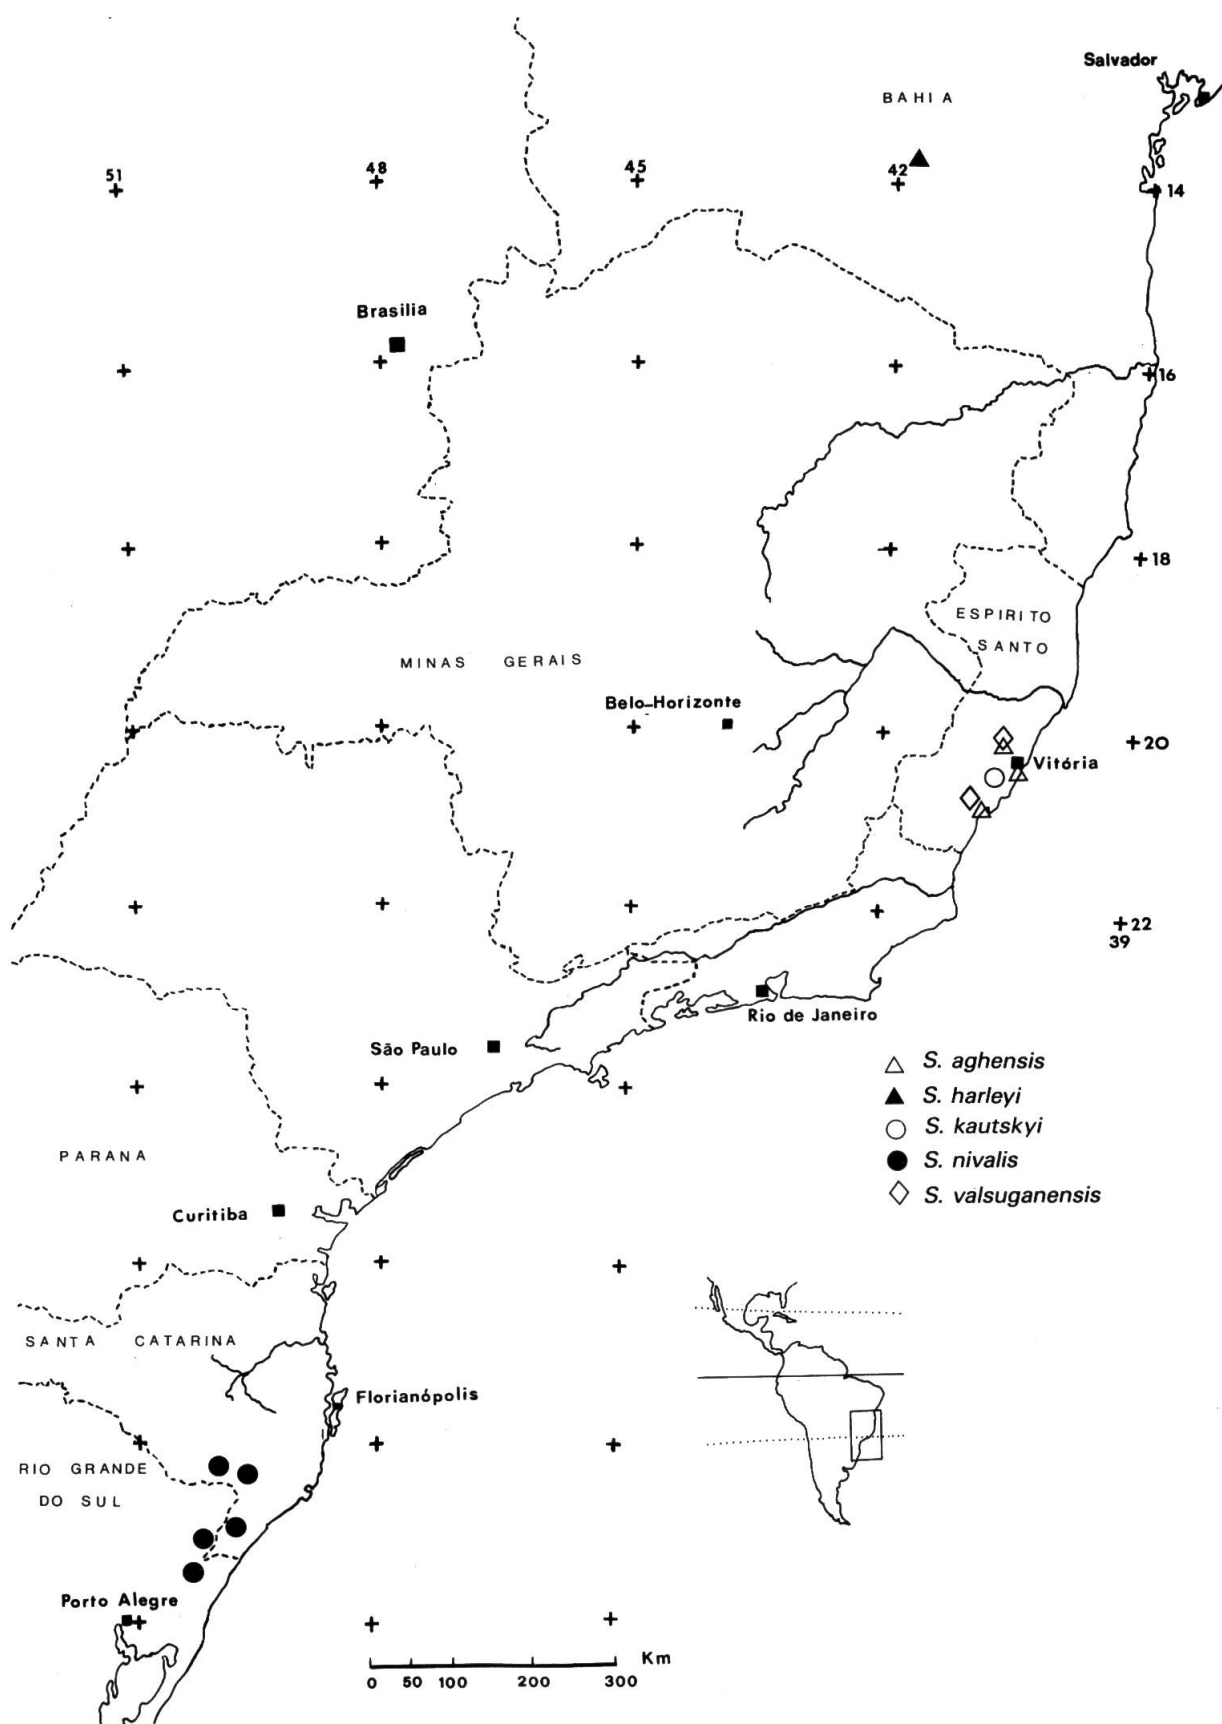 Salvador
BAHIA
51
48
45
42
14
Brasilia
16
18
ESPIRITO
SANTO
MINAS GERAIS
Belo-Horizonte
20
Vitória
22
39
Rio de Janeiro
São Paulo
S. aghensis
S. harleyi
S. kautskyi
S. nivalis
S. valsuganensis
PARANA
Curitiba
SANTA CATARINA
Florianópolis
RIO GRANDE
DO SUL
Porto Alegre
Km
0 50 100 200 300